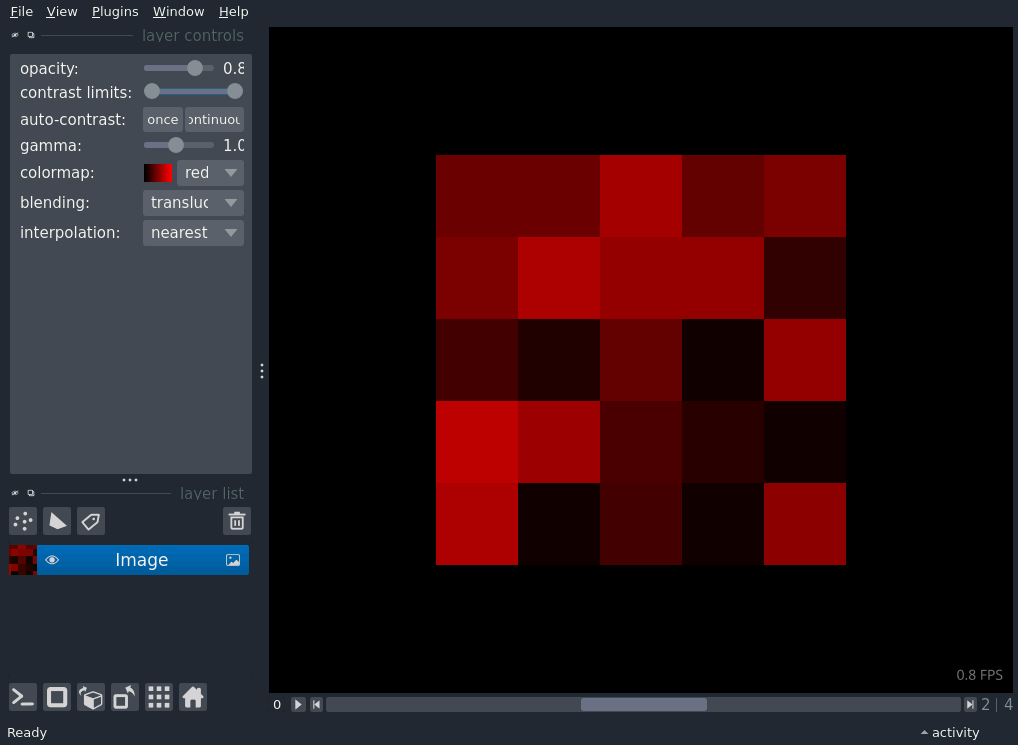 File View Plugins Window Help
layer controls
opacity: 0.8
contrast limits:
auto-contrast: once ontinuou
gamma: 1.0
colormap: red
blending: transluc
interpolation: nearest
layer list
Image
0.8 FPS
0 2 | 4
Ready activity